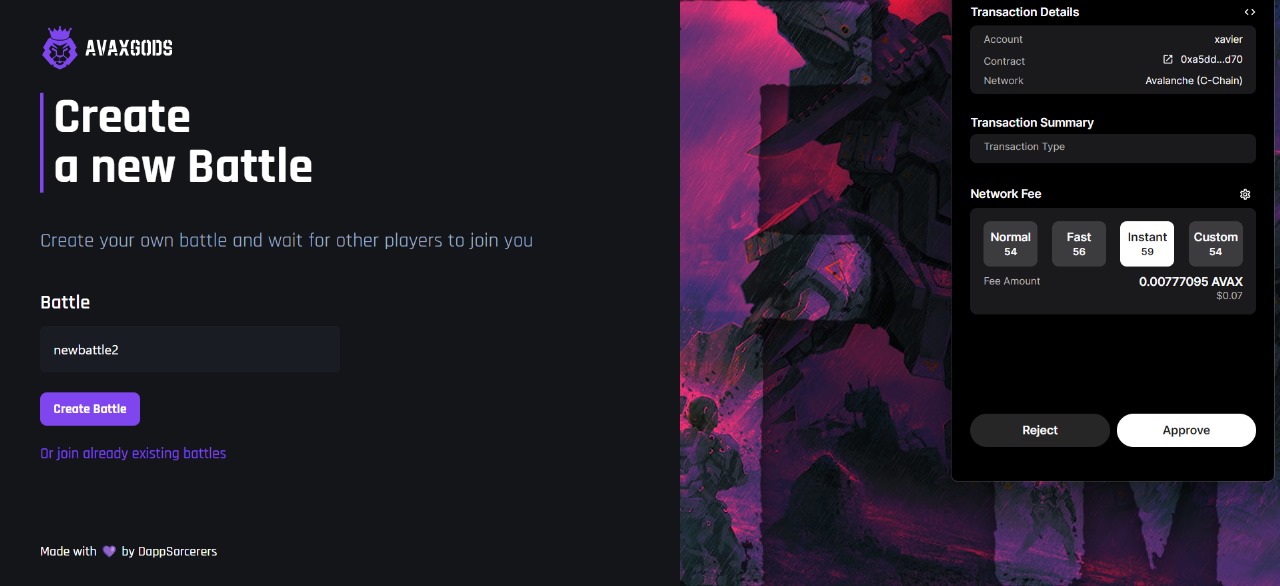 AVAXGODS
Create
a new Battle
Create your own battle and wait for other players to join you
Battle
newbattle2
Create Battle
Or join already existing battles
Made with 💜 by DappSorcerers
Transaction Details
Account xavier
Contract 0xa5dd...d70
Network Avalanche (C-Chain)
Transaction Summary
Transaction Type
Network Fee
Normal Fast Instant Custom
54 56 59 54
Fee Amount 0.00777095 AVAX
$0.07
Reject Approve